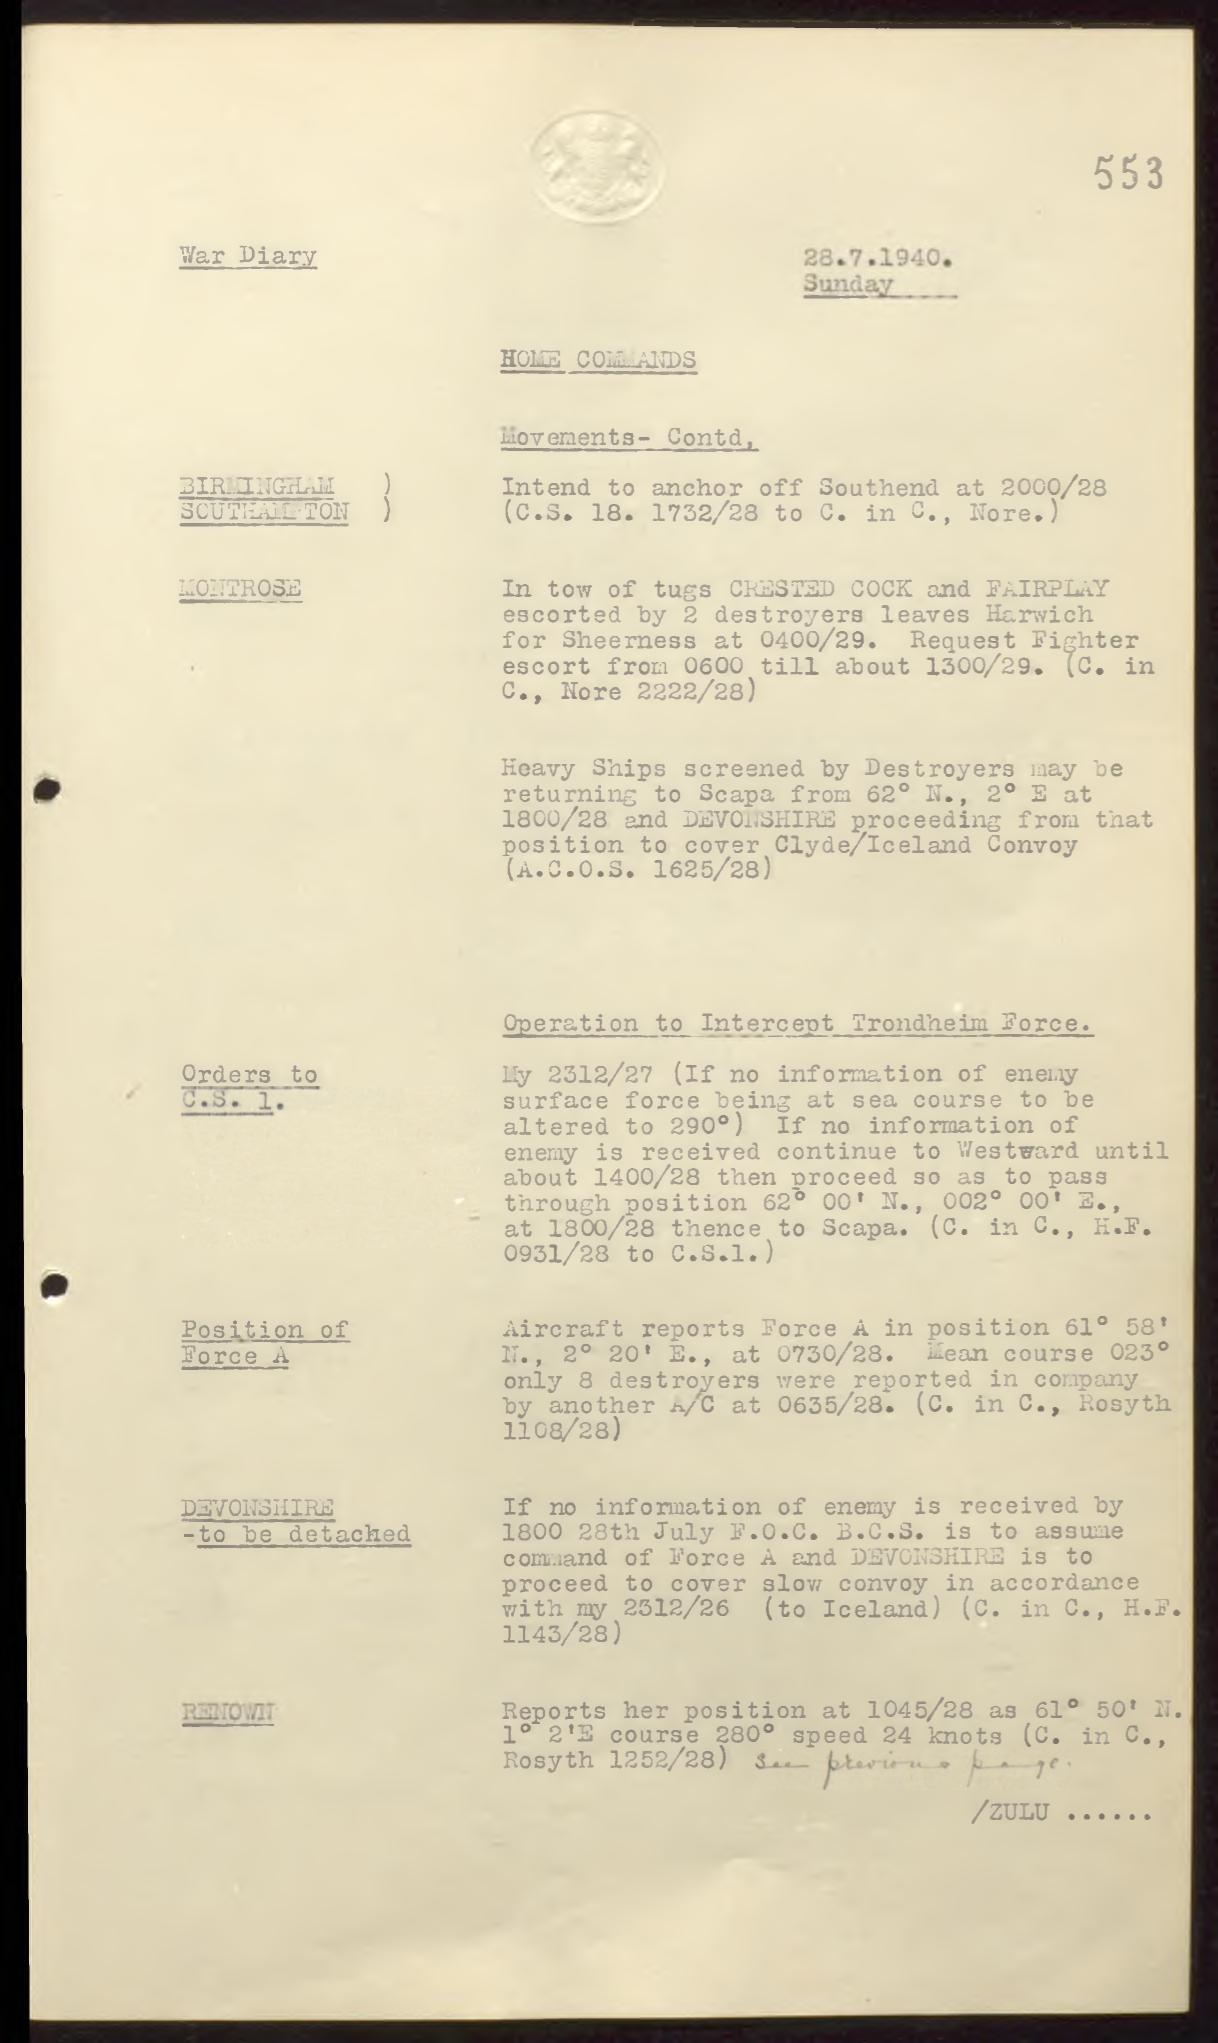 553
War Diary
28.7.1940.
Sunday
HOME COMMANDS
Movements- Contd,
BIRMINGHAM )
SOUTHAMPTON )
Intend to anchor off Southend at 2000/28
(C.S. 18. 1732/28 to C. in C., Nore.)
MONTROSE
In tow of tugs CRESTED COCK and FAIRPLAY
escorted by 2 destroyers leaves Harwich
for Sheerness at 0400/29. Request Fighter
escort from 0600 till about 1300/29. (C. in
C., Nore 2222/28)
Heavy Ships screened by Destroyers may be
returning to Scapa from 62° N., 2° E at
1800/28 and DEVONSHIRE proceeding from that
position to cover Clyde/Iceland Convoy
(A.C.O.S. 1625/28)
Operation to Intercept Trondheim Force.
Orders to
C.S. 1.
My 2312/27 (If no information of enemy
surface force being at sea course to be
altered to 290°) If no information of
enemy is received continue to Westward until
about 1400/28 then proceed so as to pass
through position 62° 00' N., 002° 00' E.,
at 1800/28 thence to Scapa. (C. in C., H.F.
0931/28 to C.S.1.)
Position of
Force A
Aircraft reports Force A in position 61° 58'
N., 2° 20' E., at 0730/28. Mean course 023°
only 8 destroyers were reported in company
by another A/C at 0635/28. (C. in C., Rosyth
1108/28)
DEVONSHIRE
-to be detached
If no information of enemy is received by
1800 28th July F.O.C. B.C.S. is to assume
command of Force A and DEVONSHIRE is to
proceed to cover slow convoy in accordance
with my 2312/26 (to Iceland) (C. in C., H.F.
1143/28)
RENOWN
Reports her position at 1045/28 as 61° 50' N.
1° 2'E course 280° speed 24 knots (C. in C.,
Rosyth 1252/28) See previous page.
/ZULU ......